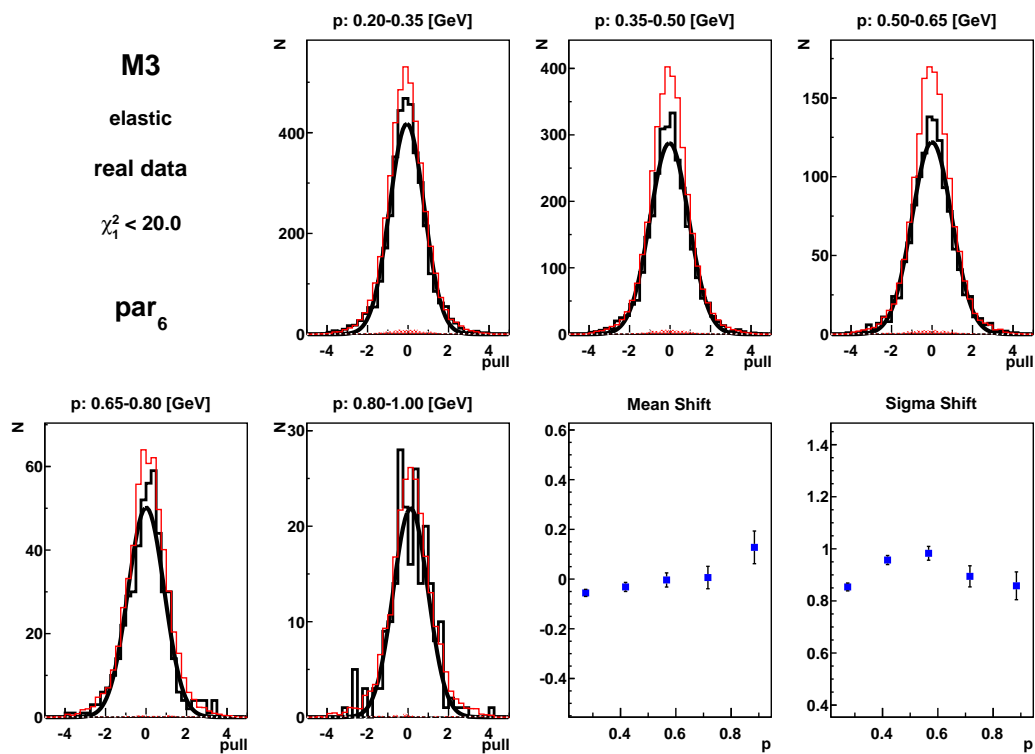 M3
elastic
real data
χ₁² < 20.0
par₆
p: 0.20-0.35 [GeV]
N
400
200
0
-4 -2 0 2 4
pull
p: 0.35-0.50 [GeV]
N
400
300
200
100
0
-4 -2 0 2 4
pull
p: 0.50-0.65 [GeV]
N
150
100
50
0
-4 -2 0 2 4
pull
p: 0.65-0.80 [GeV]
N
60
40
20
0
-4 -2 0 2 4
pull
p: 0.80-1.00 [GeV]
N
30
20
10
0
-4 -2 0 2 4
pull
Mean Shift
0.6
0.4
0.2
0
-0.2
-0.4
0.4 0.6 0.8
p
Sigma Shift
1.4
1.2
1
0.8
0.6
0.4
0.4 0.6 0.8
p